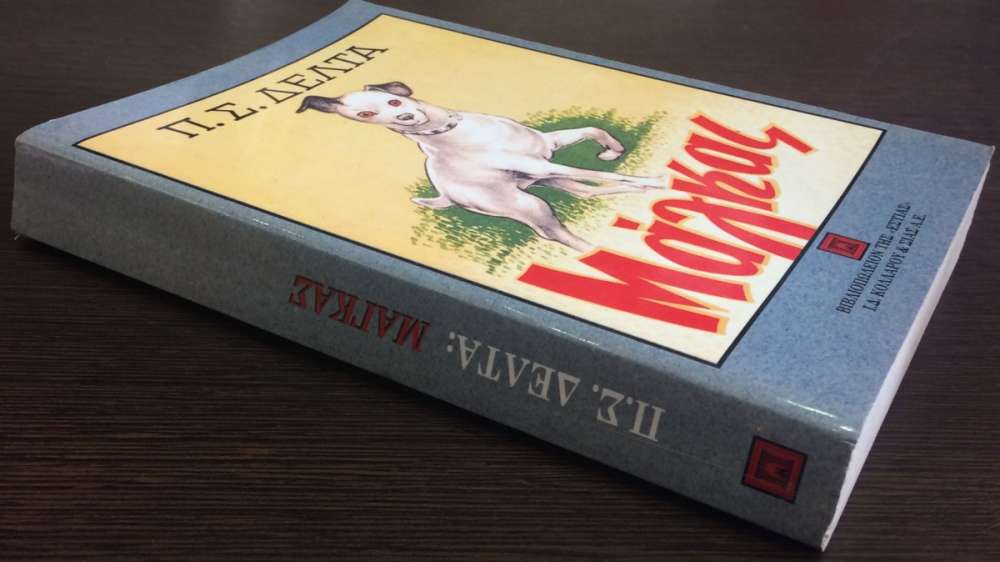 Π. Σ. ΔΕΛΤΑ
Μάγκας
ΒΙΒΛΙΟΠΩΛΕΙΟΝ ΤΗΣ «ΕΣΤΙΑΣ»
Ι.Δ. ΚΟΛΛΑΡΟΥ & ΣΙΑΣ Α.Ε.
Π.Σ. ΔΕΛΤΑ: ΜΑΓΚΑΣ